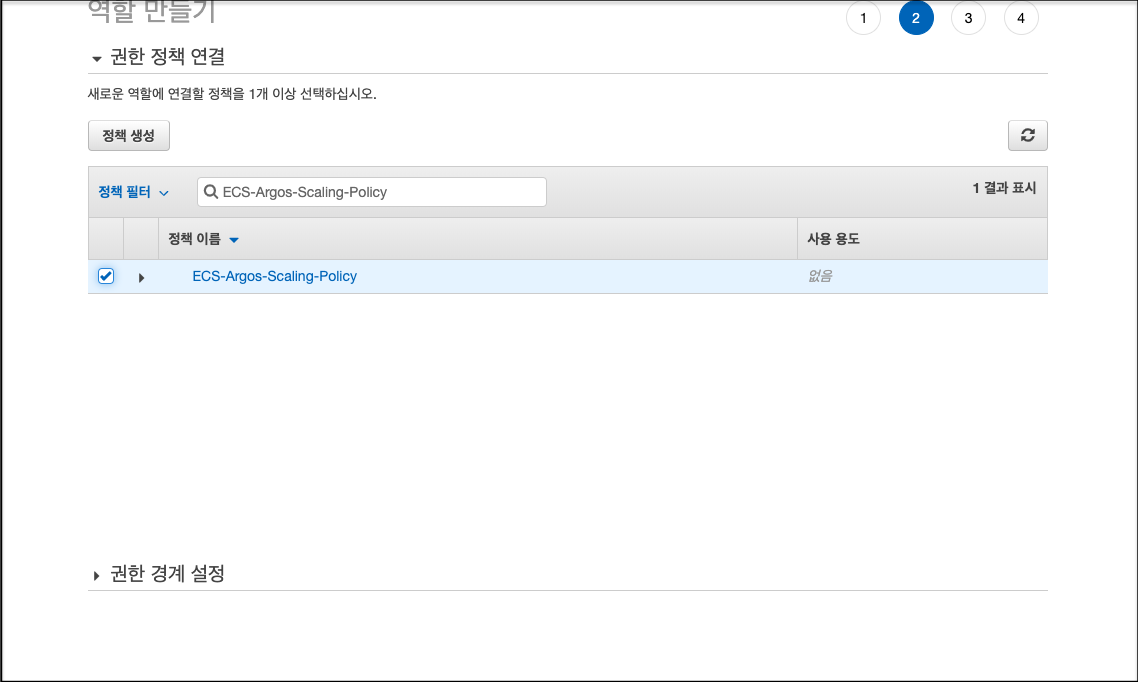 역할 만들기
1 2 3 4
권한 정책 연결
새로운 역할에 연결할 정책을 1개 이상 선택하십시오.
정책 생성
정책 필터 ECS-Argos-Scaling-Policy 1 결과 표시
정책 이름 사용 용도
ECS-Argos-Scaling-Policy 없음
권한 경계 설정